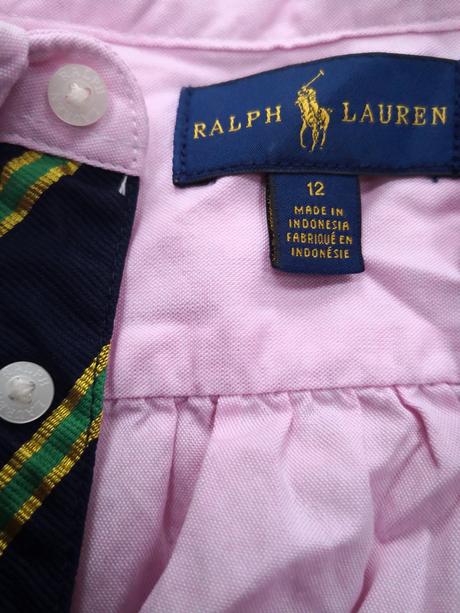 RALPH LAUREN
12
MADE IN
INDONESIA
FABRIQUÉ EN
INDONÉSIE